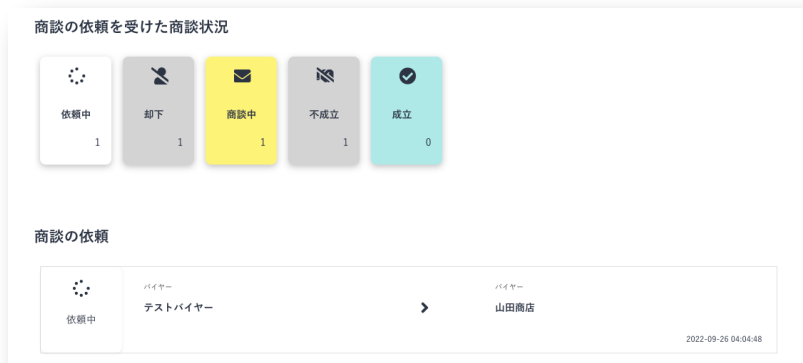 商談の依頼を受けた商談状況
依頼中
1
却下
1
商談中
1
不成立
1
成立
0
商談の依頼
依頼中
バイヤー
テストバイヤー
バイヤー
山田商店
2022-09-26 04:04:48